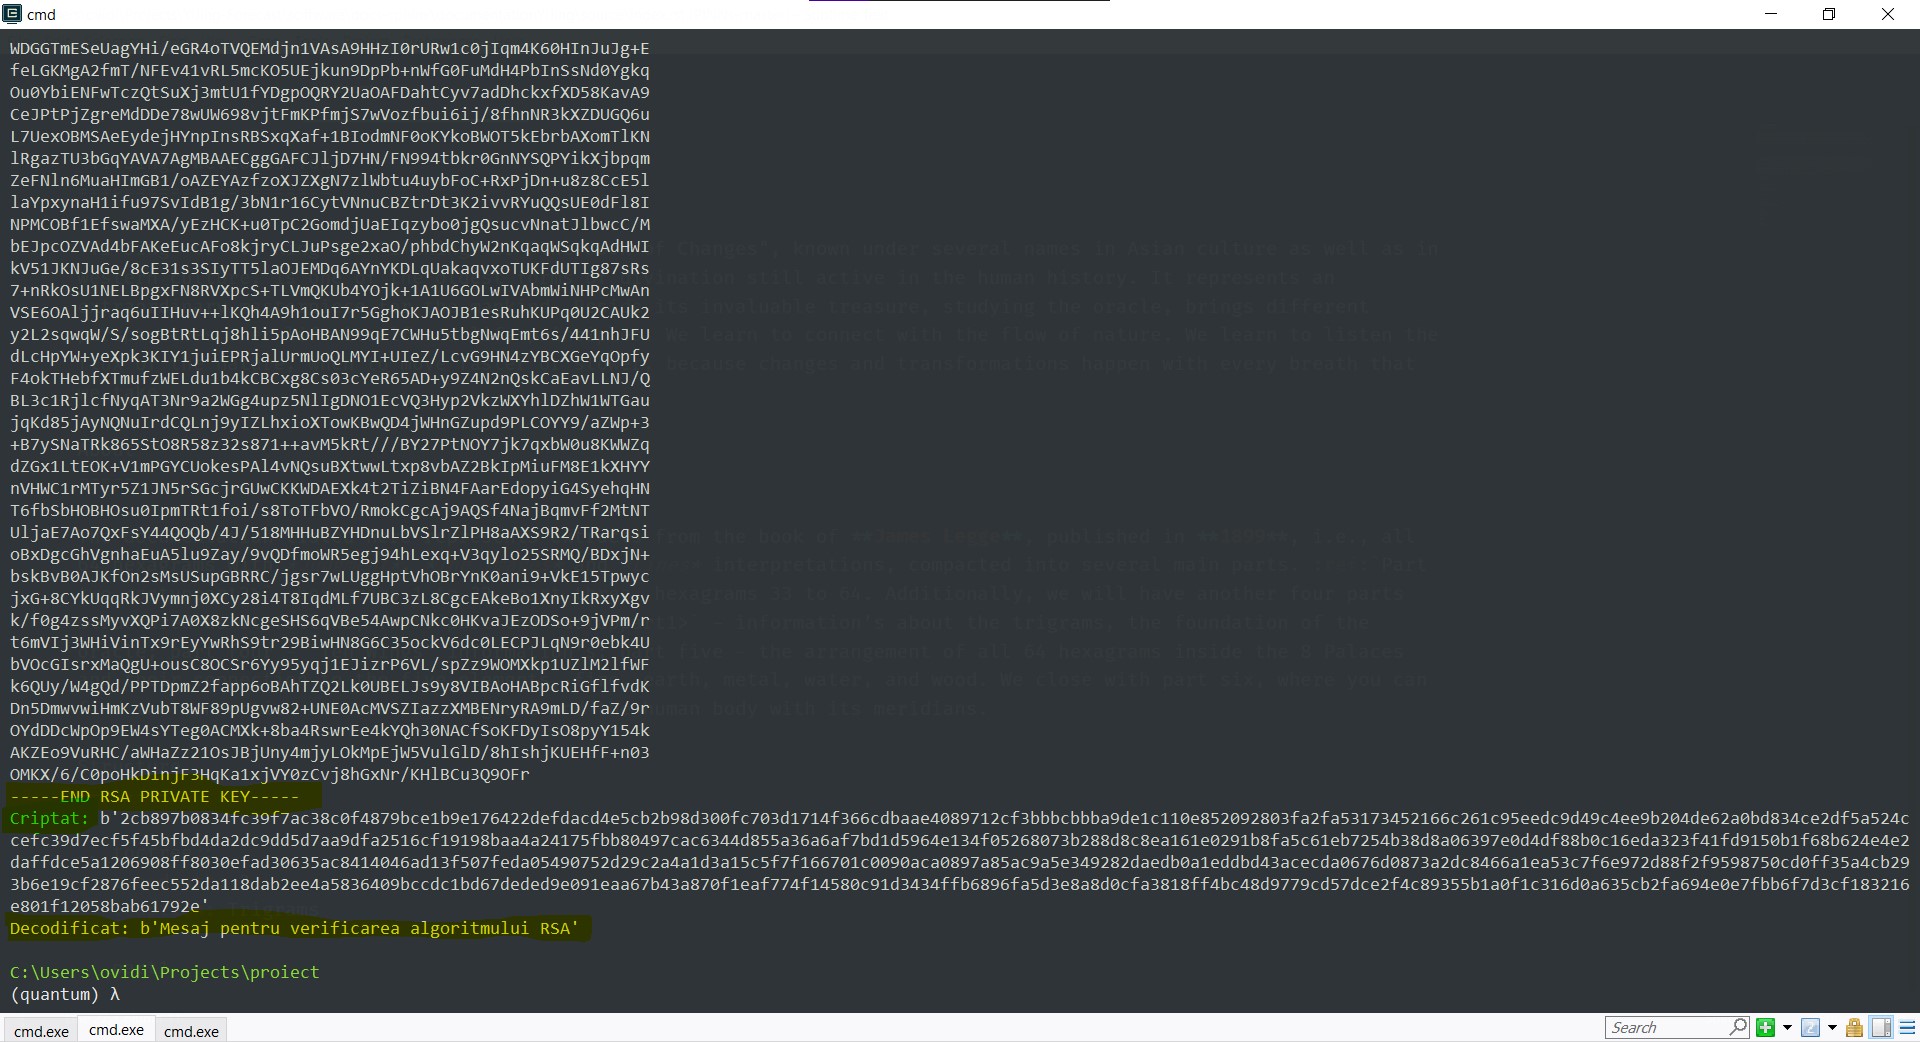 cmd
WDGGTmESeUagYHi/eGR4oTVQEMdjn1VAsA9HHzI0rURw1c0jIqm4K60HInJuJg+E
feLGKMgA2fmT/NFEv41vRL5mcKO5UEjkun9DpPb+nWfG0FuMdH4PbInSsNd0Ygkq
Ou0YbiENFwTczQtSuXj3mtU1fYDgpOQRY2UaOAFDahtCyv7adDhckxfXD58KavA9
CeJPtPjZgreMdDDe78wUW698vjtFmKPfmjS7wVozfbui6ij/8fhnNR3kXZDUGQ6u
L7UexOBMSAeEydejHYnpInsRBSxqXaf+1BIodmNF0oKYkoBWOT5kEbrbAXomTlKN
lRgazTU3bGqYAVA7AgMBAAECggGAFCJljD7HN/FN994tbkr0GnNYSQPYikXjbpqm
ZeFNln6MuaHImGB1/oAZEYAzfzoXJZXgN7zlWbtu4uybFoC+RxPjDn+u8z8CcE5l
laYpxynaH1ifu97SvIdB1g/3bN1r16CytVNnuCBZtrDt3K2ivvRYuQQsUE0dFl8I
NPMCOBf1EfswaMXA/yEzHCK+u0TpC2GomdjUaEIqzybo0jgQsucvNnatJlbwcC/M
bEJpcOZVAd4bFAKeEucAFo8kjryCLJuPsge2xaO/phbdChyW2nKqaqWSqkqAdHWI
kV51JKNJuGe/8cE31s3SIyTT5laOJEMDq6AYnYKDLqUakaqvxoTUKFdUTIg87sRs
7+nRkOsU1NELBpgxFN8RVXpcS+TLVmQKUb4YOjk+1A1U6GOLwIVAbmWiNHPcMwAn
VSE6OAljjraq6uIIHuv++lKQh4A9h1ouI7r5GghoKJAOJB1esRuhKUPq0U2CAUk2
y2L2sqwqW/S/sogBtRtLqj8hli5pAoHBAN99qE7CWHu5tbgNwqEmt6s/441nhJFU
dLcHpYW+yeXpk3KIY1juiEPRjalUrmUoQLMYI+UIeZ/LcvG9HN4zYBCXGeYqOpfy
F4okTHebfXTmufzWELdu1b4kCBCxg8Cs03cYeR65AD+y9Z4N2nQskCaEavLLNJ/Q
BL3c1RjlcfNyqAT3Nr9a2WGg4upz5NlIgDNO1EcVQ3Hyp2VkzWXYhlDZhW1WTGau
jqKd85jAyNQNuIrdCQLnj9yIZLhxioXTowKBwQD4jWHnGZupd9PLCOYY9/aZWp+3
+B7ySNaTRk865StO8R58z32s871++avM5kRt///BY27PtNOY7jk7qxbW0u8KWWZq
dZGx1LtEOK+V1mPGYCUokesPAl4vNQsuBXtwwLtxp8vbAZ2BkIpMiuFM8E1kXHYY
nVHWC1rMTyr5Z1JN5rSGcjrGUwCKKWDAEXk4t2TiZiBN4FAarEdopyiG4SyehqHN
T6fbSbHOBHOsu0IpmTRt1foi/s8ToTFbVO/RmokCgcAj9AQSf4NajBqmvFf2MtNT
UljaE7Ao7QxFsY44QOQb/4J/518MHHuBZYHDnuLbVSlrZlPH8aAXS9R2/TRarqsi
oBxDgcGhVgnhaEuA5lu9Zay/9vQDfmoWR5egj94hLexq+V3qylo25SRMQ/BDxjN+
bskBvB0AJKfOn2sMsUSupGBRRC/jgsr7wLUggHptVhOBrYnK0ani9+VkE15Tpwyc
jxG+8CYkUqqRkJVymnj0XCy28i4T8IqdMLf7UBC3zL8CgcEAkeBo1XnyIkRxyXgv
k/f0g4zssMyvXQPi7A0X8zkNcgeSHS6qVBe54AwpCNkc0HKvaJEzODSo+9jVPm/r
t6mVIj3WHiVinTx9rEyYwRhS9tr29BiwHN8G6C35ockV6dc0LECPJLqN9r0ebk4U
bVOcGIsrxMaQgU+ousC8OCSr6Yy95yqj1EJizrP6VL/spZz9WOMXkp1UZlM2lfWF
k6QUy/W4gQd/PPTDpmZ2fapp6oBAhTZQ2Lk0UBELJs9y8VIBAoHABpcRiGflfvdK
Dn5DmwvwiHmKzVubT8WF89pUgvw82+UNE0AcMVSZIazzXMBENryRA9mLD/faZ/9r
OYdDDcWpOp9EW4sYTeg0ACMXk+8ba4RswrEe4kYQh30NACfSoKFDyIsO8pyY154k
AKZEo9VuRHC/aWHaZz21OsJBjUny4mjyLOkMpEjW5VulGlD/8hIshjKUEHfF+n03
OMKX/6/C0poHkDinjF3HqKa1xjVY0zCvj8hGxNr/KHlBCu3Q9OFr
-----END RSA PRIVATE KEY-----
Criptat: b'2cb897b0834fc39f7ac38c0f4879bce1b9e176422defdacd4e5cb2b98d300fc703d1714f366cdbaae4089712cf3bbbcbbba9de1c110e852092803fa2fa53173452166c261c95eedc9d49c4ee9b204de62a0bd834ce2df5a524c
cefc39d7ecf5f45bfbd4da2dc9dd5d7aa9dfa2516cf19198baa4a24175fbb80497cac6344d855a36a6af7bd1d5964e134f05268073b288d8c8ea161e0291b8fa5c61eb7254b38d8a06397e0d4df88b0c16eda323f41fd9150b1f68b624e4e2
daffdce5a1206908ff8030efad30635ac8414046ad13f507feda05490752d29c2a4a1d3a15c5f7f166701c0090aca0897a85ac9a5e349282daedb0a1eddbd43acecda0676d0873a2dc8466a1ea53c7f6e972d88f2f9598750cd0ff35a4cb29
3b6e19cf2876feec552da118dab2ee4a5836409bccdc1bd67deded9e091eaa67b43a870f1eaf774f14580c91d3434ffb6896fa5d3e8a8d0cfa3818ff4bc48d9779cd57dce2f4c89355b1a0f1c316d0a635cb2fa694e0e7fbb6f7d3cf183216
e801f12058bab61792e'
Decodificat: b'Mesaj pentru verificarea algoritmului RSA'
C:\Users\ovidi\Projects\proiect
(quantum) λ
cmd.exe cmd.exe cmd.exe Search